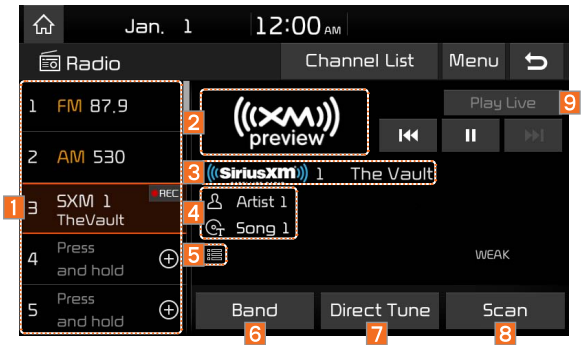 Jan. 1 12:00 AM
Radio Channel List Menu
1 FM 87.9
2 AM 530
3 SXM 1 REC
TheVault
4 Press
and hold
5 Press
and hold
1
2
((XM))
preview
Play Live 9
3 ((SiriusXM)) 1 The Vault
4 Artist 1
Song 1
5
WEAK
Band Direct Tune Scan
6 7 8